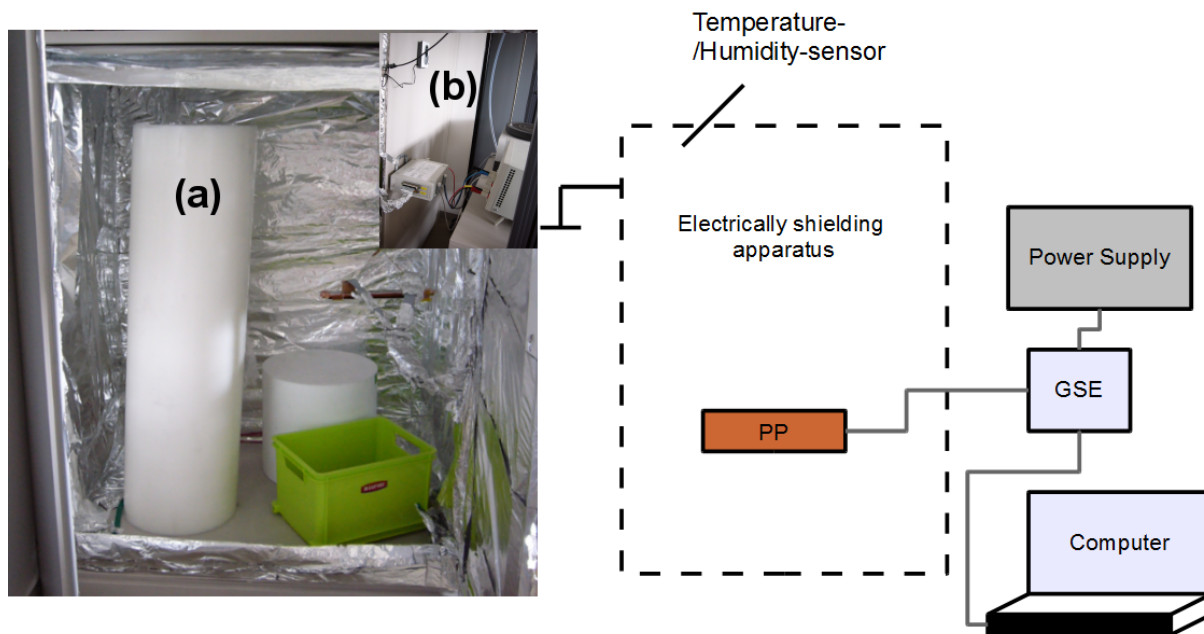 Temperature-
/Humidity-sensor
(a)
(b)
Electrically shielding
apparatus
Power Supply
GSE
PP
Computer